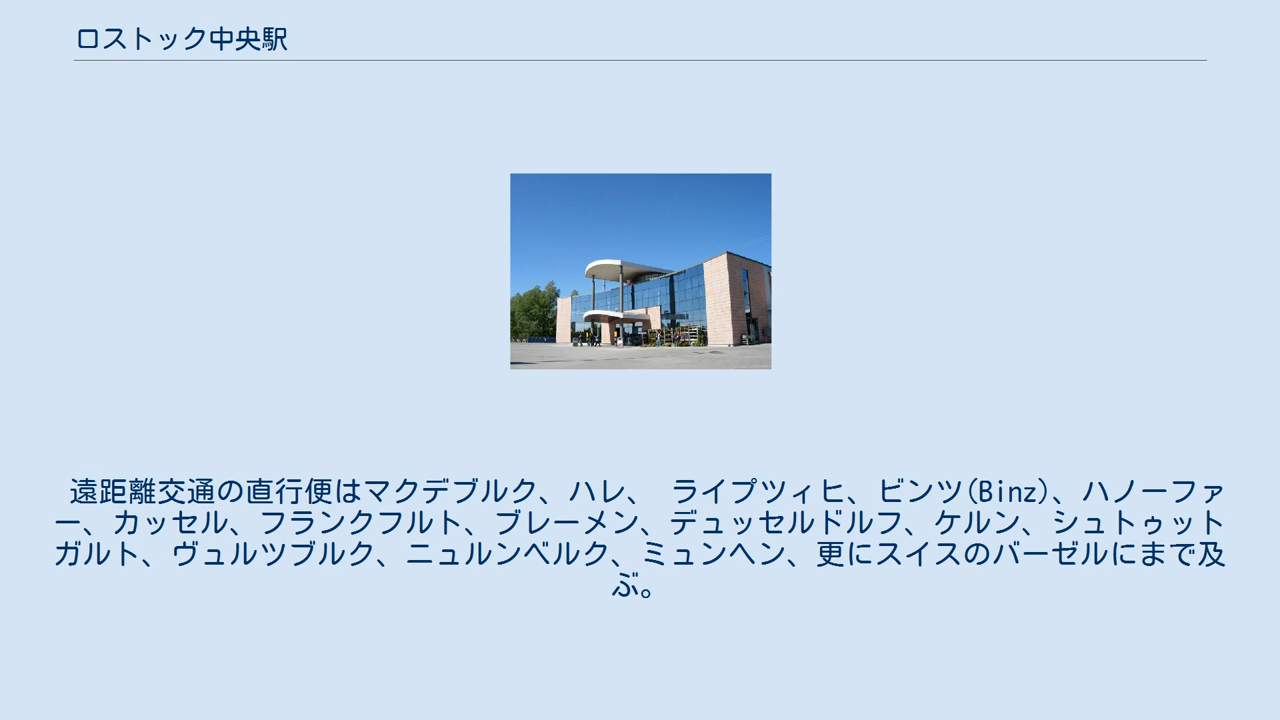 ロストック中央駅
遠距離交通の直行便はマクデブルク、ハレ、 ライプツィヒ、ビンツ(Binz)、ハノーファ
ー、カッセル、フランクフルト、ブレーメン、デュッセルドルフ、ケルン、シュトゥット
ガルト、ヴュルツブルク、ニュルンベルク、ミュンヘン、更にスイスのバーゼルにまで及
ぶ。